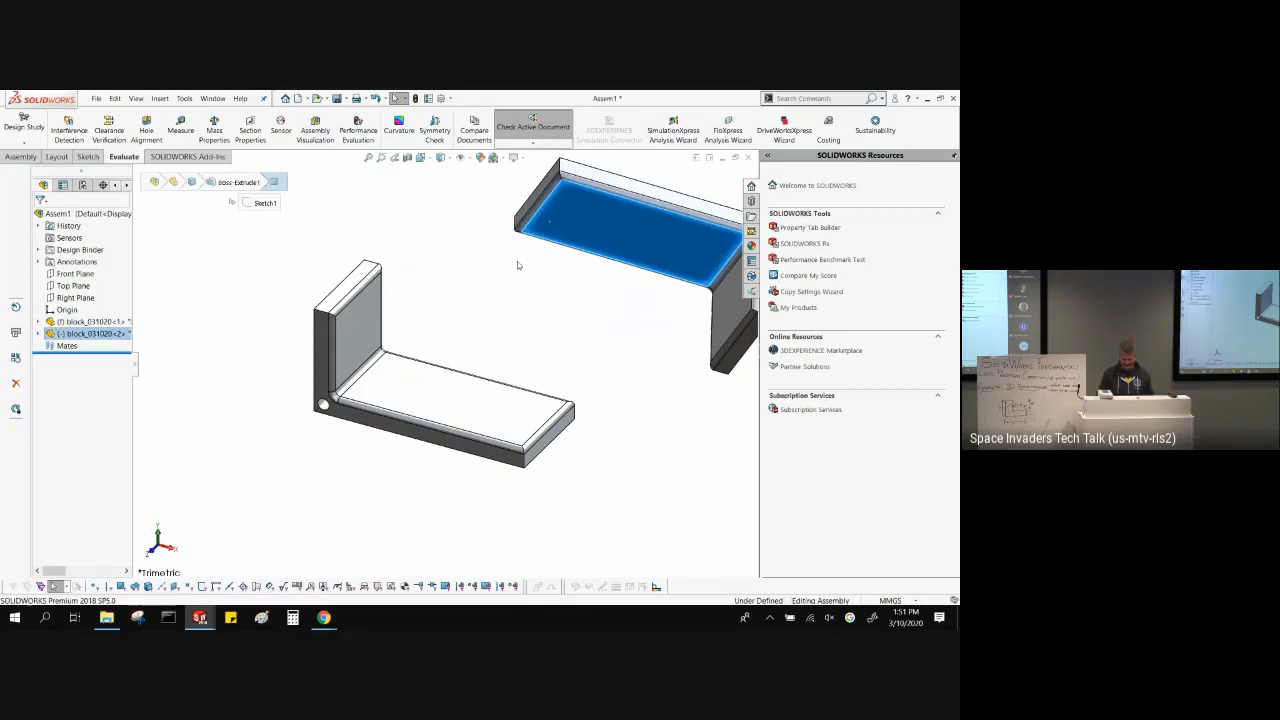 SOLIDWORKS File Edit View Insert Tools Window Help Assem1 * Search Commands
Design Study
Interference Detection
Clearance Verification
Hole Alignment
Measure
Mass Properties
Section Properties
Sensor
Assembly Visualization
Performance Evaluation
Curvature
Symmetry Check
Compare Documents
Check Active Document
3DEXPERIENCE Simulation Connector
SimulationXpress Analysis Wizard
FloXpress Analysis Wizard
DriveWorksXpress Wizard
Costing
Sustainability
Assembly Layout Sketch Evaluate SOLIDWORKS Add-Ins
SOLIDWORKS Resources
Boss-Extrude1
Sketch1
Assem1 (Default<Display
History
Sensors
Design Binder
Annotations
Front Plane
Top Plane
Right Plane
Origin
(f) block_031020<1>
(-) block_031020<2>
Mates
Welcome to SOLIDWORKS
SOLIDWORKS Tools
Property Tab Builder
SOLIDWORKS Rx
Performance Benchmark Test
Compare My Score
Copy Settings Wizard
My Products
Online Resources
3DEXPERIENCE Marketplace
Partner Solutions
Subscription Services
Subscription Services
Y
X
Z
*Trimetric
SOLIDWORKS Premium 2018 SP5.0 Under Defined Editing Assembly MMGS
1:51 PM
3/10/2020
SOLIDWORKS FUNDAMENTALS
Space Invaders Tech Talk (us-mtv-rls2)